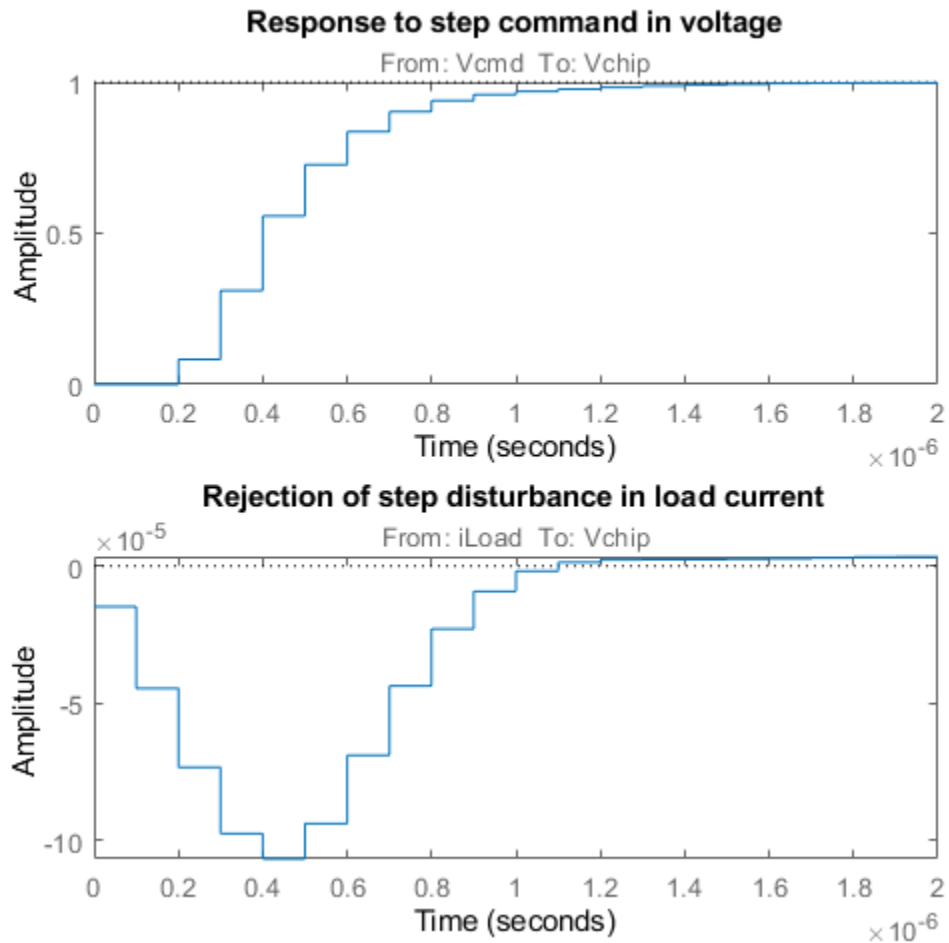 Response to step command in voltage
From: Vcmd To: Vchip
1
0.5
0
Amplitude
0 0.2 0.4 0.6 0.8 1 1.2 1.4 1.6 1.8 2
Time (seconds)
×10^-6
Rejection of step disturbance in load current
×10^-5
From: iLoad To: Vchip
0
-5
-10
Amplitude
0 0.2 0.4 0.6 0.8 1 1.2 1.4 1.6 1.8 2
Time (seconds)
×10^-6